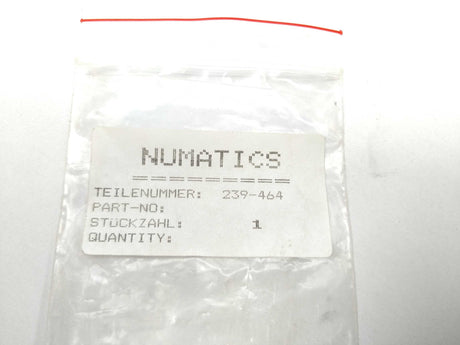 NUMATICS
=========
TEILENUMMER: 239-464
PART-NO:
STÜCKZAHL: 1
QUANTITY: